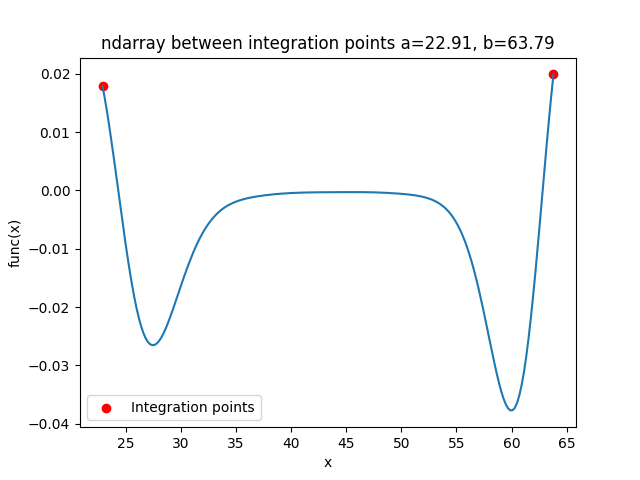 ndarray between integration points a=22.91, b=63.79
0.02
0.01
0.00
−0.01
−0.02
−0.03
−0.04
func(x)
Integration points
25 30 35 40 45 50 55 60 65
x